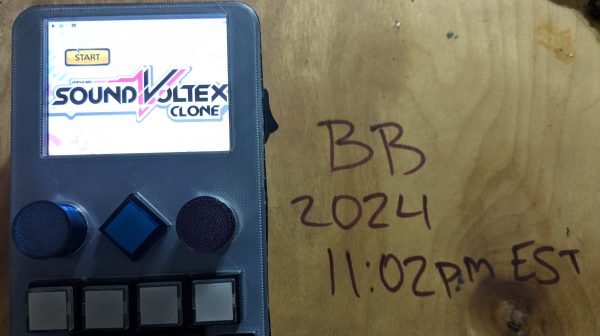 START
SOUND VOLTEX
CLONE
BB
2024
11:02pm EST